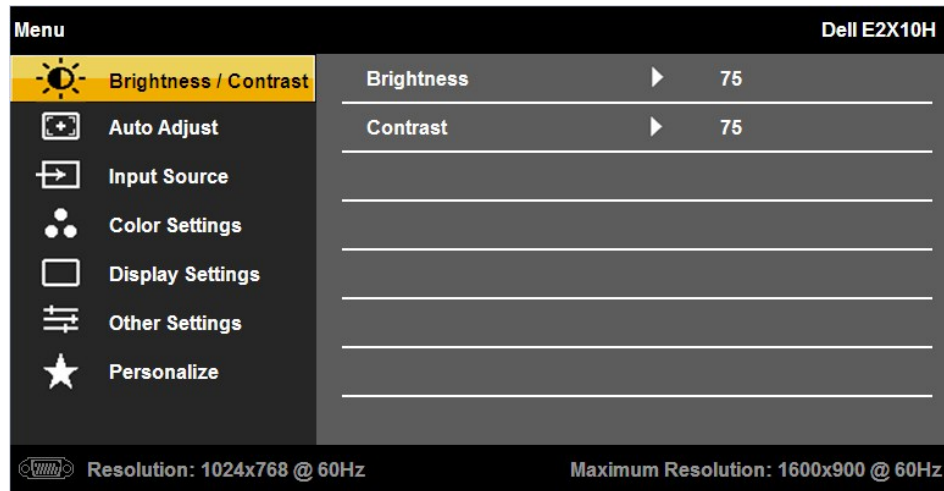 Menu Dell E2X10H
Brightness / Contrast Brightness 75
Auto Adjust Contrast 75
Input Source
Color Settings
Display Settings
Other Settings
Personalize
Resolution: 1024x768 @ 60Hz Maximum Resolution: 1600x900 @ 60Hz